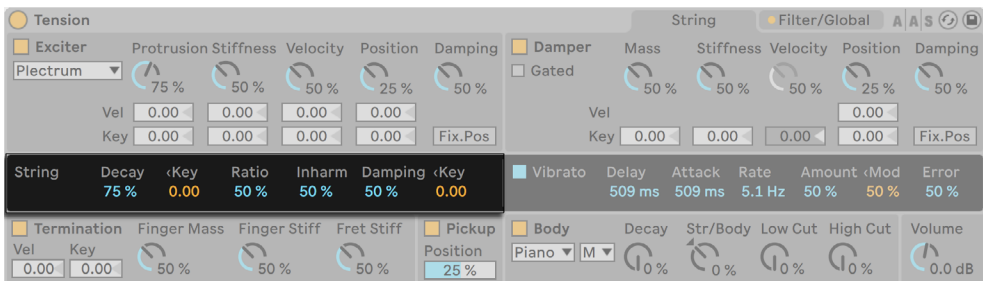 Tension String Filter/Global A A S
Exciter Protrusion Stiffness Velocity Position Damping
Plectrum 75 % 50 % 50 % 25 % 50 %
Vel 0.00 0.00 0.00 0.00
Key 0.00 0.00 0.00 0.00 Fix.Pos
Damper Mass Stiffness Velocity Position Damping
Gated 50 % 50 % 50 % 25 % 50 %
Vel 0.00
Key 0.00 0.00 0.00 0.00 Fix.Pos
String Decay ‹Key Ratio Inharm Damping ‹Key
75 % 0.00 50 % 50 % 50 % 0.00
Vibrato Delay Attack Rate Amount ‹Mod Error
509 ms 509 ms 5.1 Hz 50 % 50 % 50 %
Termination Finger Mass Finger Stiff Fret Stiff
Vel Key
0.00 0.00 50 % 50 % 50 %
Pickup
Position
25 %
Body Decay Str/Body Low Cut High Cut Volume
Piano M 0 % 0 % 0 % 0 % 0.0 dB